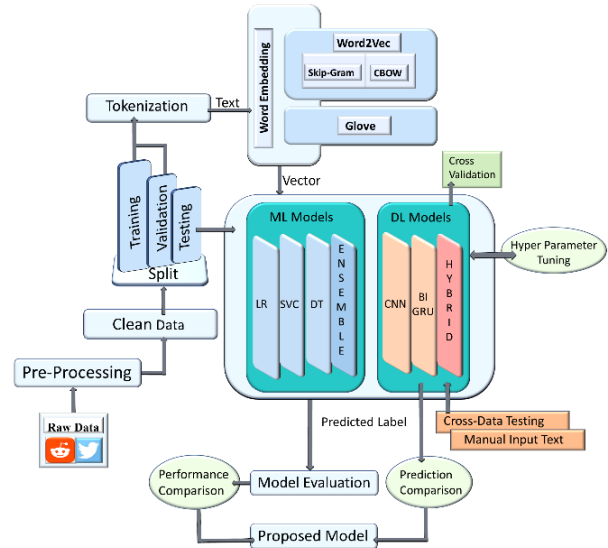 Word2Vec
Skip-Gram
CBOW
Word Embedding
Glove
Tokenization
Text
Vector
Cross
Validation
Training
Validation
Testing
Split
ML Models
LR
SVC
DT
ENSEMBLE
DL Models
CNN
BI
GRU
HYBRID
Hyper Parameter
Tuning
Clean Data
Pre-Processing
Raw Data
Predicted Label
Cross-Data Testing
Manual Input Text
Performance
Comparison
Model Evaluation
Prediction
Comparison
Proposed Model